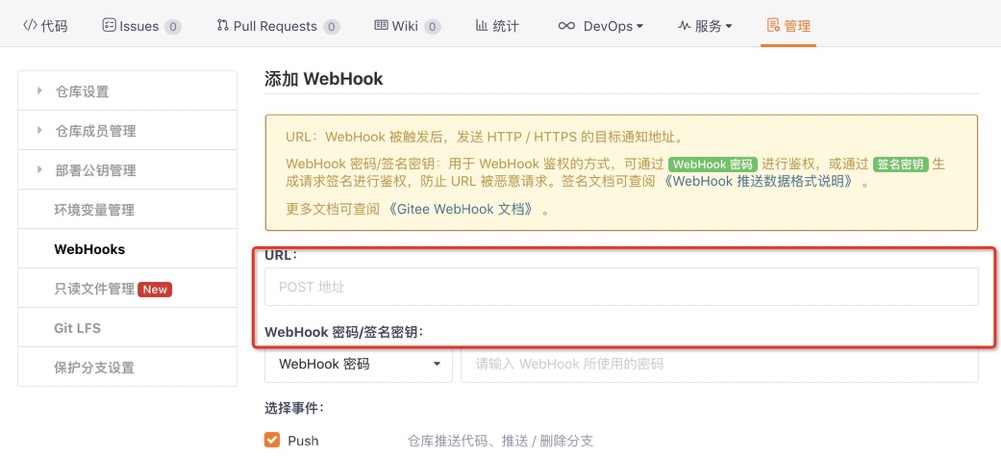 代码 Issues 0 Pull Requests 0 Wiki 0 统计 DevOps 服务 管理
仓库设置
仓库成员管理
部署公钥管理
环境变量管理
WebHooks
只读文件管理 New
Git LFS
保护分支设置
添加 WebHook
URL: WebHook 被触发后，发送 HTTP / HTTPS 的目标通知地址。
WebHook 密码/签名密钥: 用于 WebHook 鉴权的方式，可通过 WebHook 密码 进行鉴权，或通过 签名密钥 生
成请求签名进行鉴权，防止 URL 被恶意请求。签名文档可查阅 《WebHook 推送数据格式说明》 。
更多文档可查阅 《Gitee WebHook 文档》 。
URL:
POST 地址
WebHook 密码/签名密钥:
WebHook 密码 请输入 WebHook 所使用的密码
选择事件:
Push 仓库推送代码、推送 / 删除分支